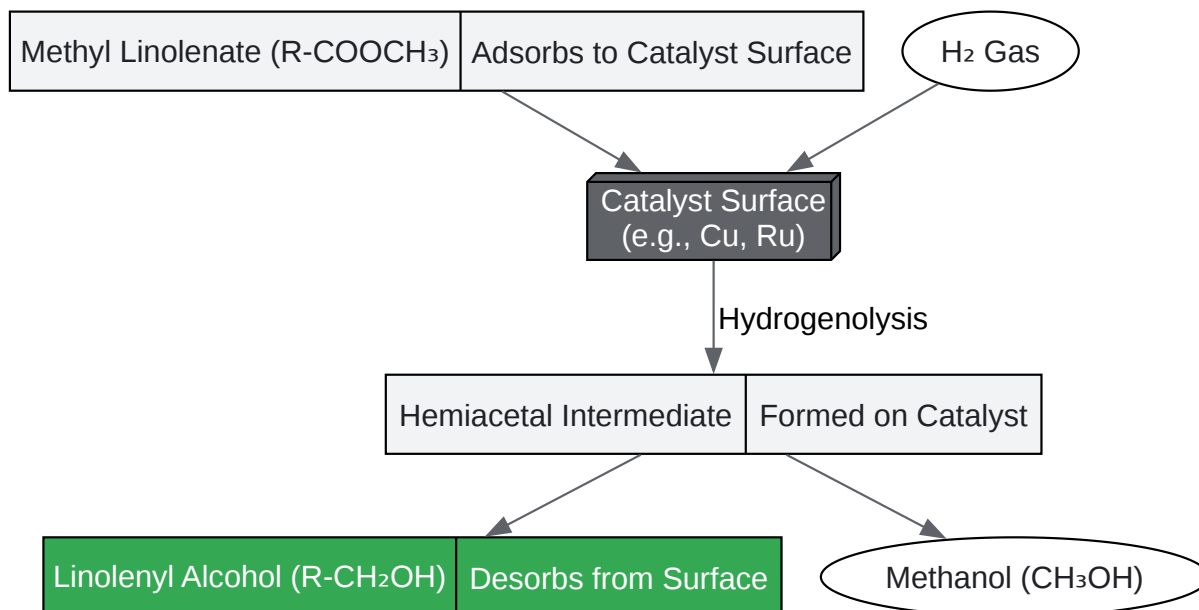 Methyl Linolenate (R-COOCH₃)
Adsorbs to Catalyst Surface
H₂ Gas
Catalyst Surface
(e.g., Cu, Ru)
Hydrogenolysis
Hemiacetal Intermediate
Formed on Catalyst
Linolenyl Alcohol (R-CH₂OH)
Desorbs from Surface
Methanol (CH₃OH)